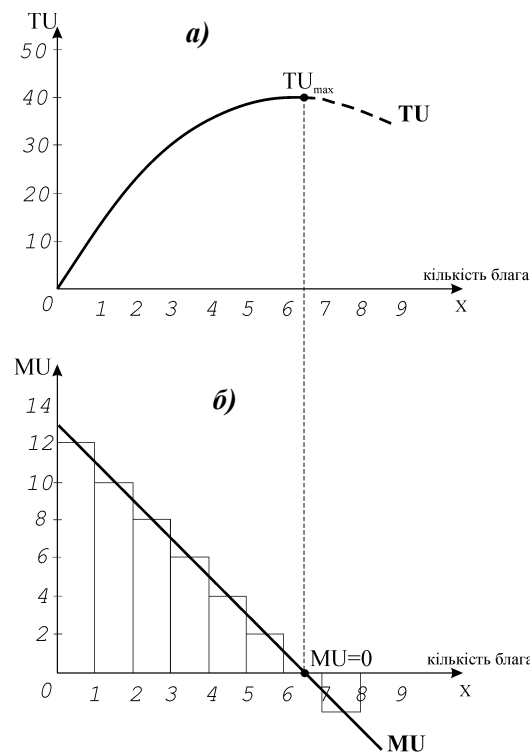 TU
а)
50
TUmax
40
TU
30
20
10
кількість блага
0 1 2 3 4 5 6 7 8 9 X
MU
б)
14
12
10
8
6
4
2
MU=0
кількість блага
0 1 2 3 4 5 6 7 8 9 X
MU